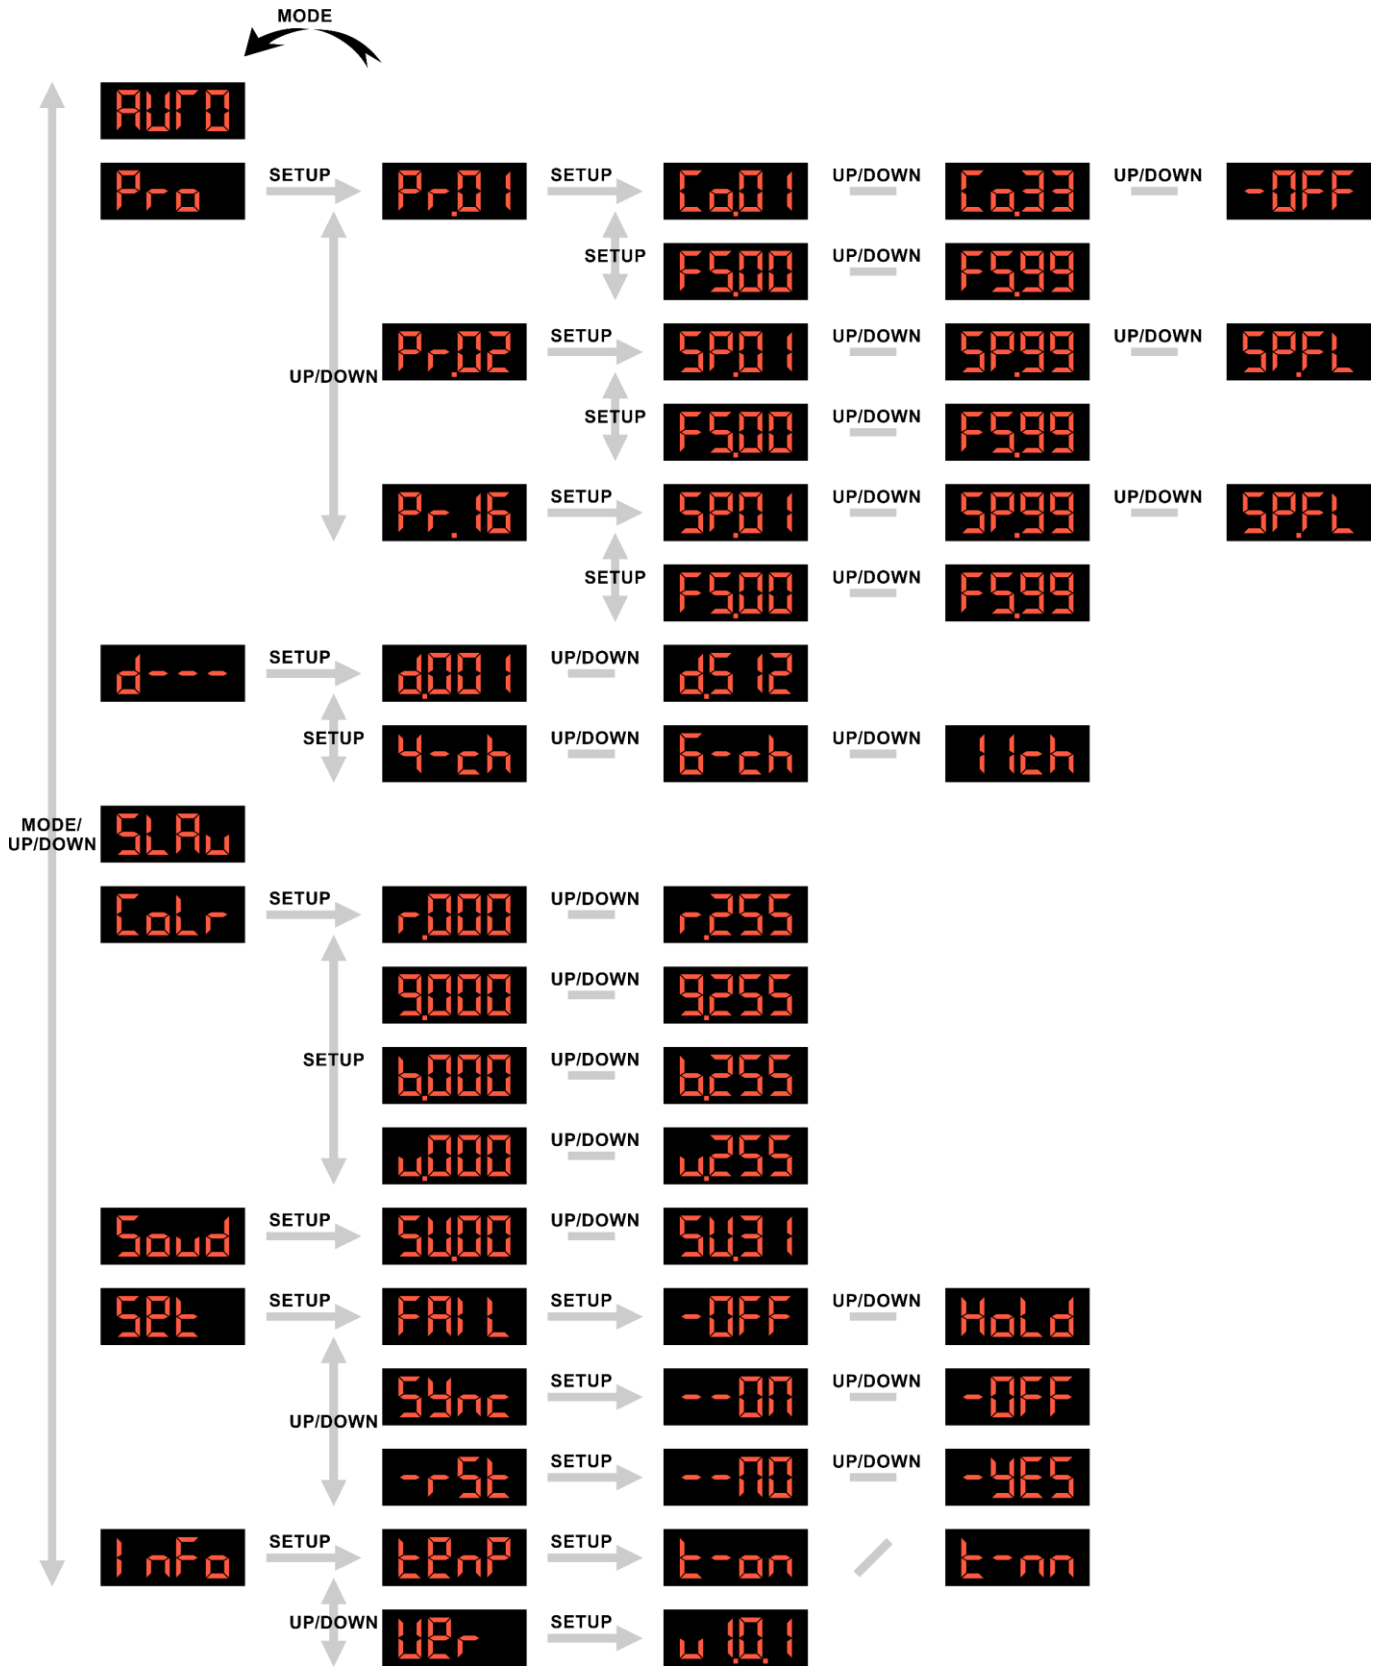 MODE
AUTO
Pro SETUP Pr.01 SETUP Co.01 UP/DOWN Co.33 UP/DOWN -OFF
SETUP FS.00 UP/DOWN FS.99
UP/DOWN Pr.02 SETUP SP.01 UP/DOWN SP.99 UP/DOWN SP.FL
SETUP FS.00 UP/DOWN FS.99
Pr.16 SETUP SP.01 UP/DOWN SP.99 UP/DOWN SP.FL
SETUP FS.00 UP/DOWN FS.99
d--- SETUP d.001 UP/DOWN d.512
SETUP 4-ch UP/DOWN 6-ch UP/DOWN 11ch
MODE/
UP/DOWN SLAv
CoLr SETUP r.000 UP/DOWN r.255
g.000 UP/DOWN g.255
SETUP b.000 UP/DOWN b.255
u.000 UP/DOWN u.255
Soud SETUP SU.00 UP/DOWN SU.31
SEt SETUP FAIL SETUP -OFF UP/DOWN HoLd
UP/DOWN SYnc SETUP --ON UP/DOWN -OFF
-rSt SETUP --NO UP/DOWN -YES
InFo SETUP tEnP SETUP t-on / t-nn
UP/DOWN VEr SETUP v1.0.1